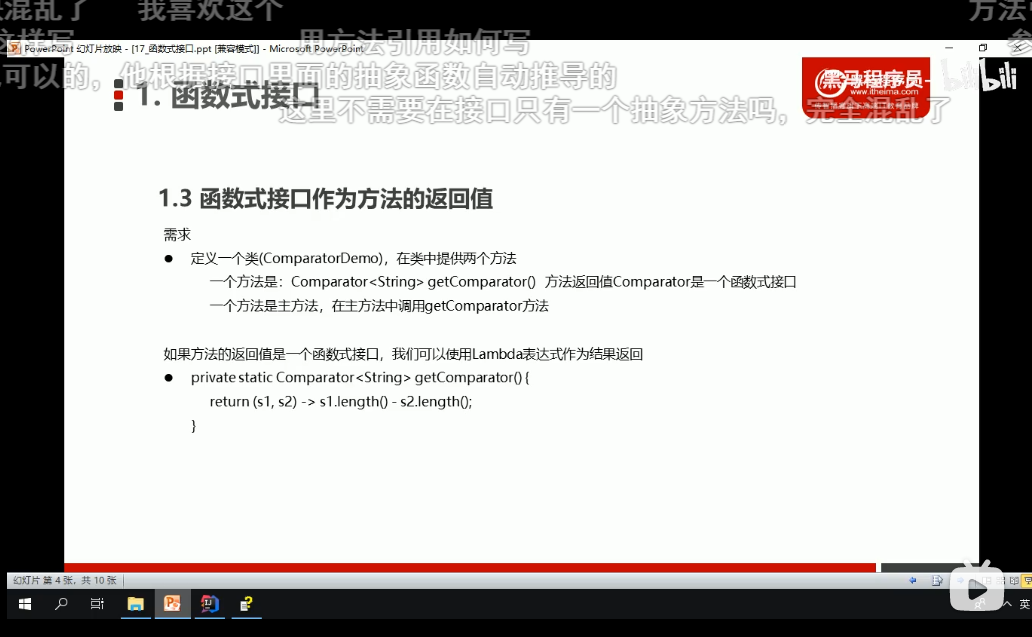 混乱了 我喜欢这个 方法
这样写 用方法引用如何写
PowerPoint 幻灯片放映 - [17_函数式接口.ppt [兼容模式]] - Microsoft PowerPoint
可以的，他根据接口里面的抽象函数自动推导的
1. 函数式接口
黑马程序员
www.itheima.com
bili
这里不需要在接口只有一个抽象方法吗，完全混乱了
1.3 函数式接口作为方法的返回值
需求
● 定义一个类(ComparatorDemo)，在类中提供两个方法
一个方法是：Comparator<String> getComparator() 方法返回值Comparator是一个函数式接口
一个方法是主方法，在主方法中调用getComparator方法
如果方法的返回值是一个函数式接口，我们可以使用Lambda表达式作为结果返回
● private static Comparator<String> getComparator() {
return (s1, s2) -> s1.length() - s2.length();
}
幻灯片 第 4 张，共 10 张
英